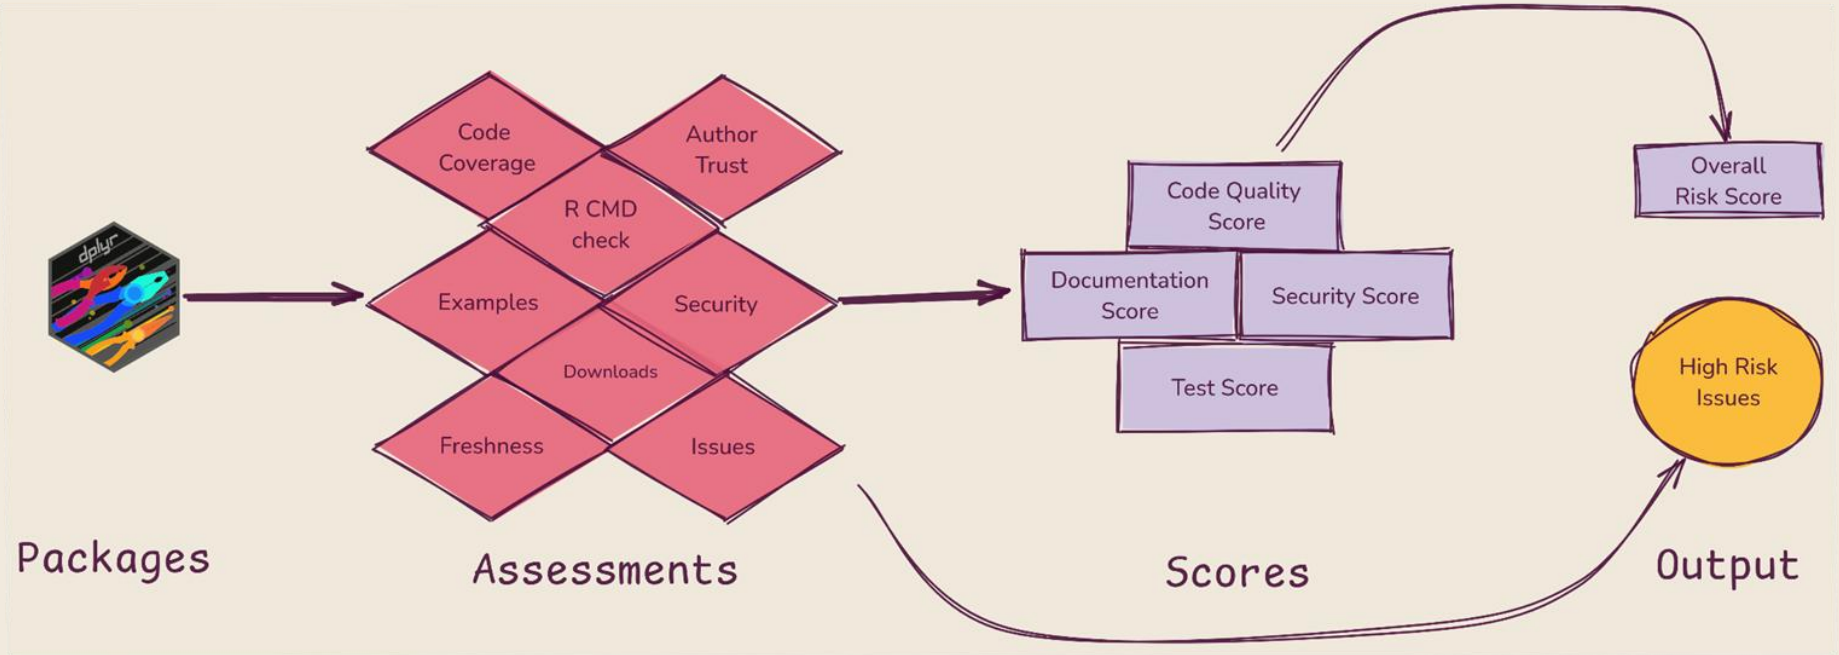 dplyr
Code
Coverage
Author
Trust
R CMD
check
Examples
Security
Downloads
Freshness
Issues
Code Quality
Score
Documentation
Score
Security Score
Test Score
Overall
Risk Score
High Risk
Issues
Packages
Assessments
Scores
Output